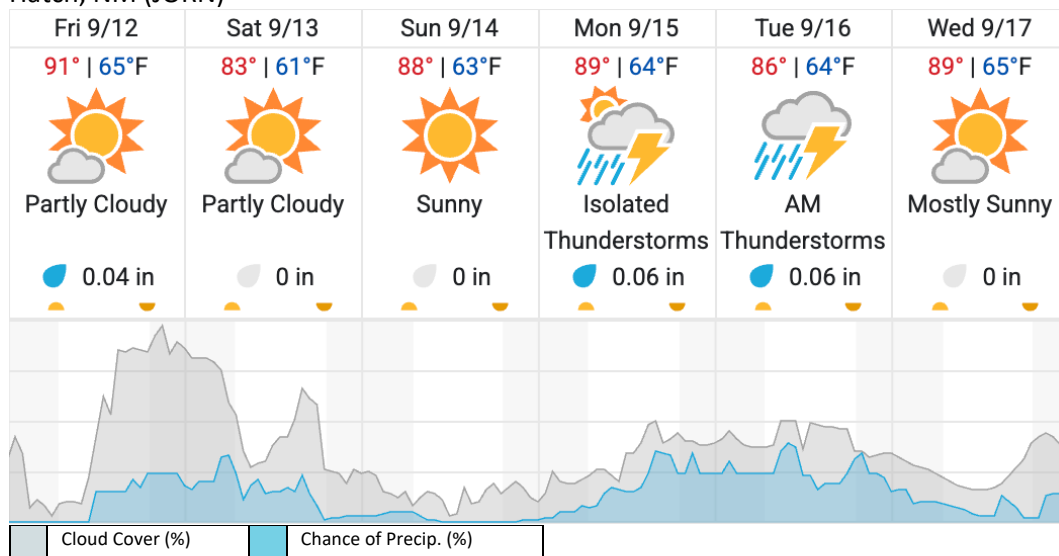 Hatch, NM (JORN)
Fri 9/12 Sat 9/13 Sun 9/14 Mon 9/15 Tue 9/16 Wed 9/17
91° | 65°F 83° | 61°F 88° | 63°F 89° | 64°F 86° | 64°F 89° | 65°F
Partly Cloudy Partly Cloudy Sunny Isolated AM Mostly Sunny
Thunderstorms Thunderstorms
0.04 in 0 in 0 in 0.06 in 0.06 in 0 in
Cloud Cover (%) Chance of Precip. (%)